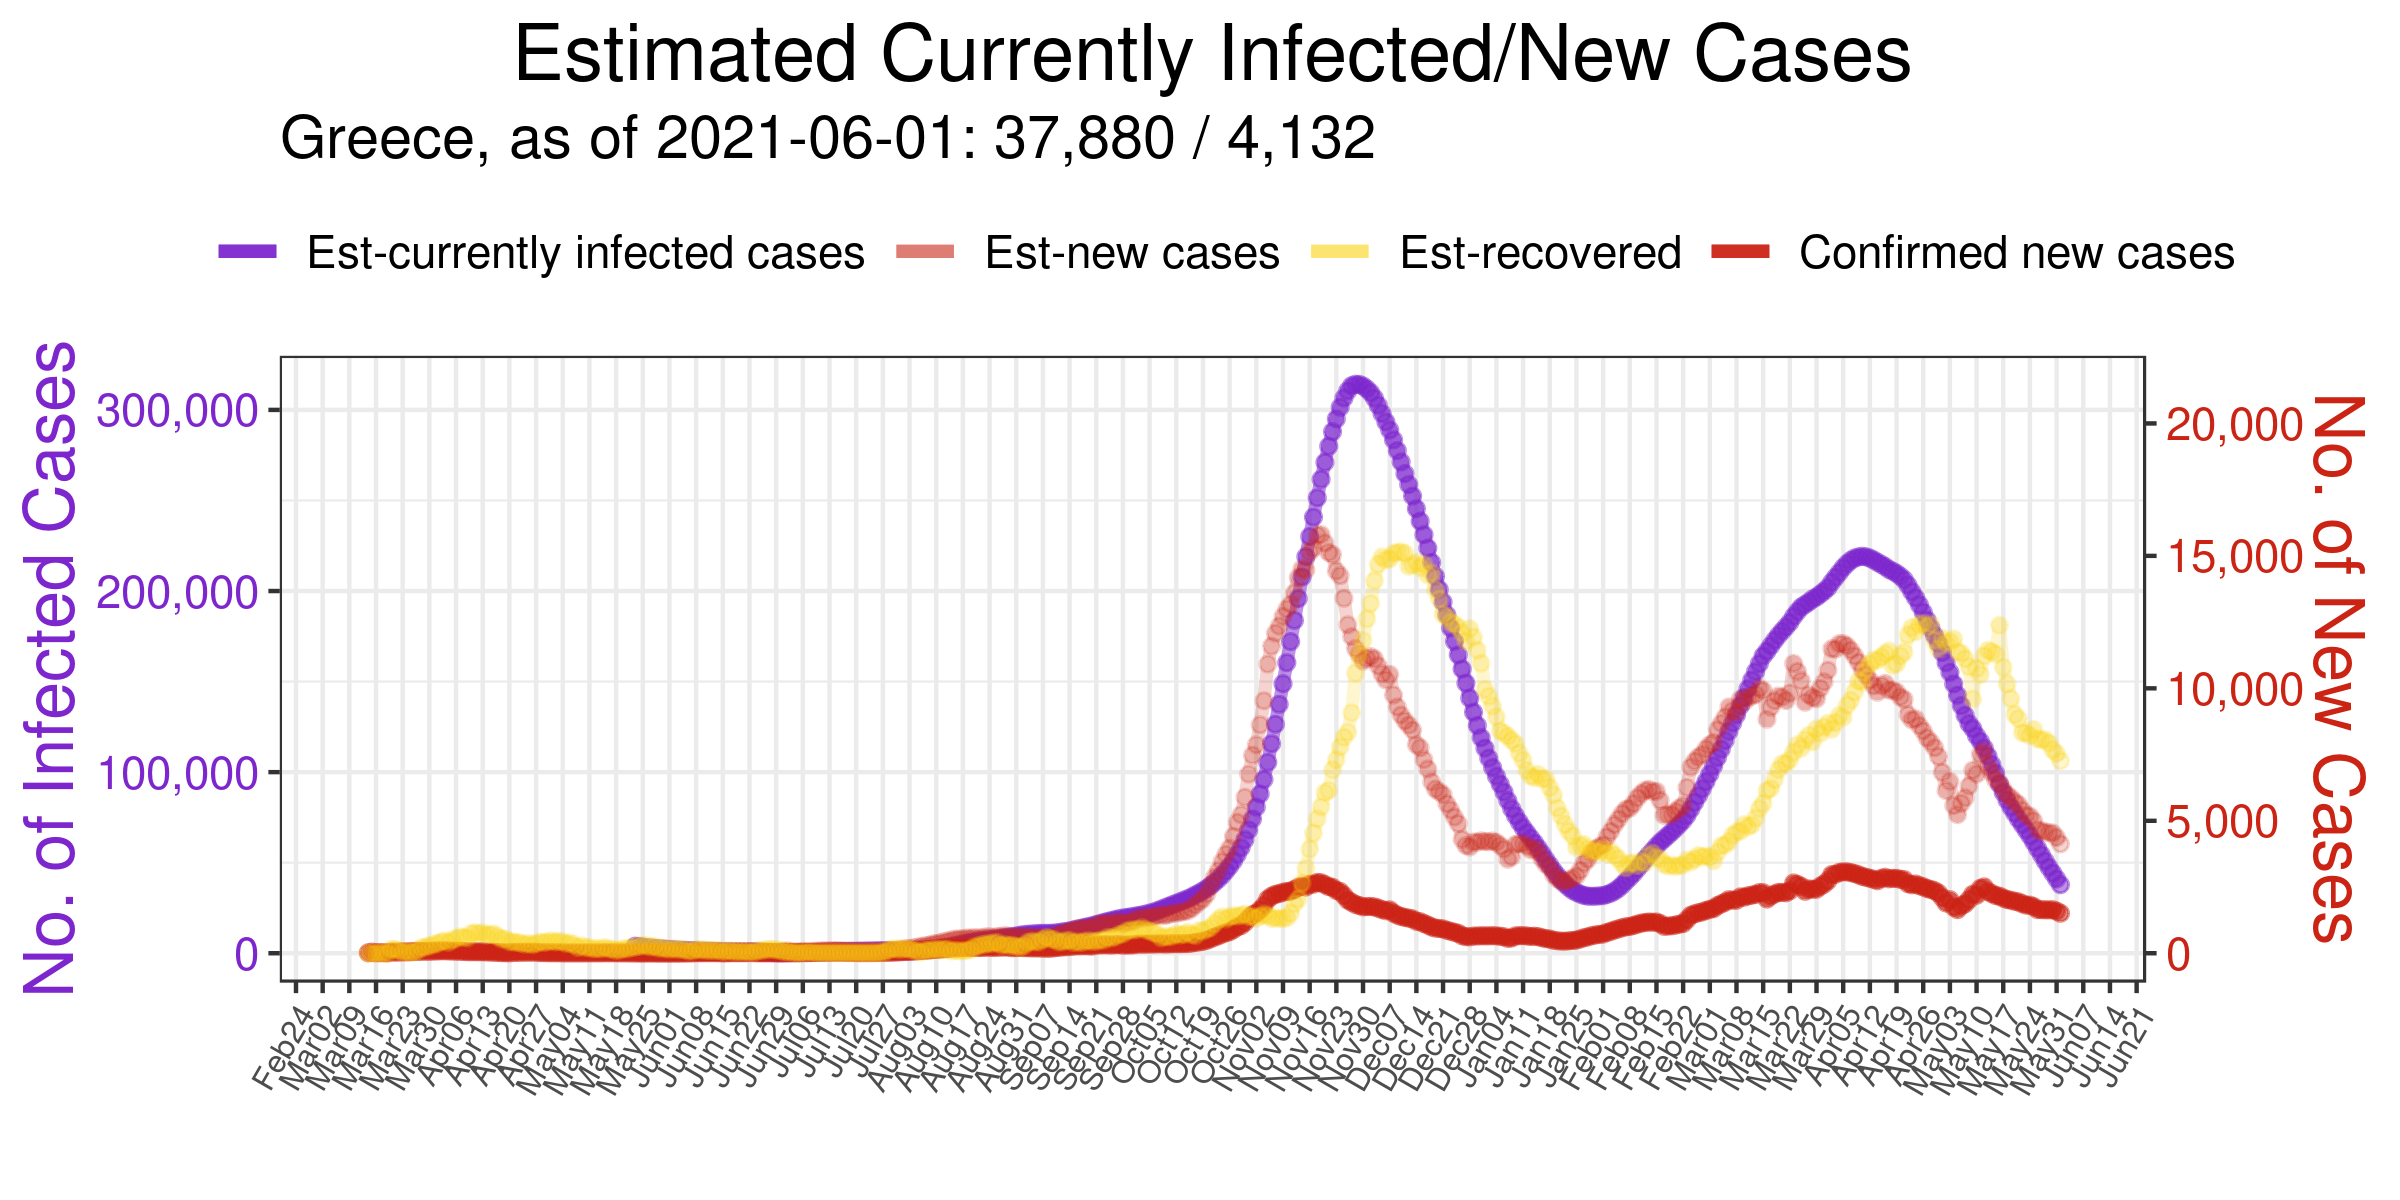 Estimated Currently Infected/New Cases
Greece, as of 2021-06-01: 37,880 / 4,132
Est-currently infected cases Est-new cases Est-recovered Confirmed new cases
No. of Infected Cases
300,000
200,000
100,000
0
20,000
15,000
10,000
5,000
0
No. of New Cases
Feb24 Mar02 Mar09 Mar16 Mar23 Mar30 Apr06 Apr13 Apr20 Apr27 May04 May11 May18 May25 Jun01 Jun08 Jun15 Jun22 Jun29 Jul06 Jul13 Jul20 Jul27 Aug03 Aug10 Aug17 Aug24 Aug31 Sep07 Sep14 Sep21 Sep28 Oct05 Oct12 Oct19 Oct26 Nov02 Nov09 Nov16 Nov23 Nov30 Dec07 Dec14 Dec21 Dec28 Jan04 Jan11 Jan18 Jan25 Feb01 Feb08 Feb15 Feb22 Mar01 Mar08 Mar15 Mar22 Mar29 Apr05 Apr12 Apr19 Apr26 May03 May10 May17 May24 May31 Jun07 Jun14 Jun21